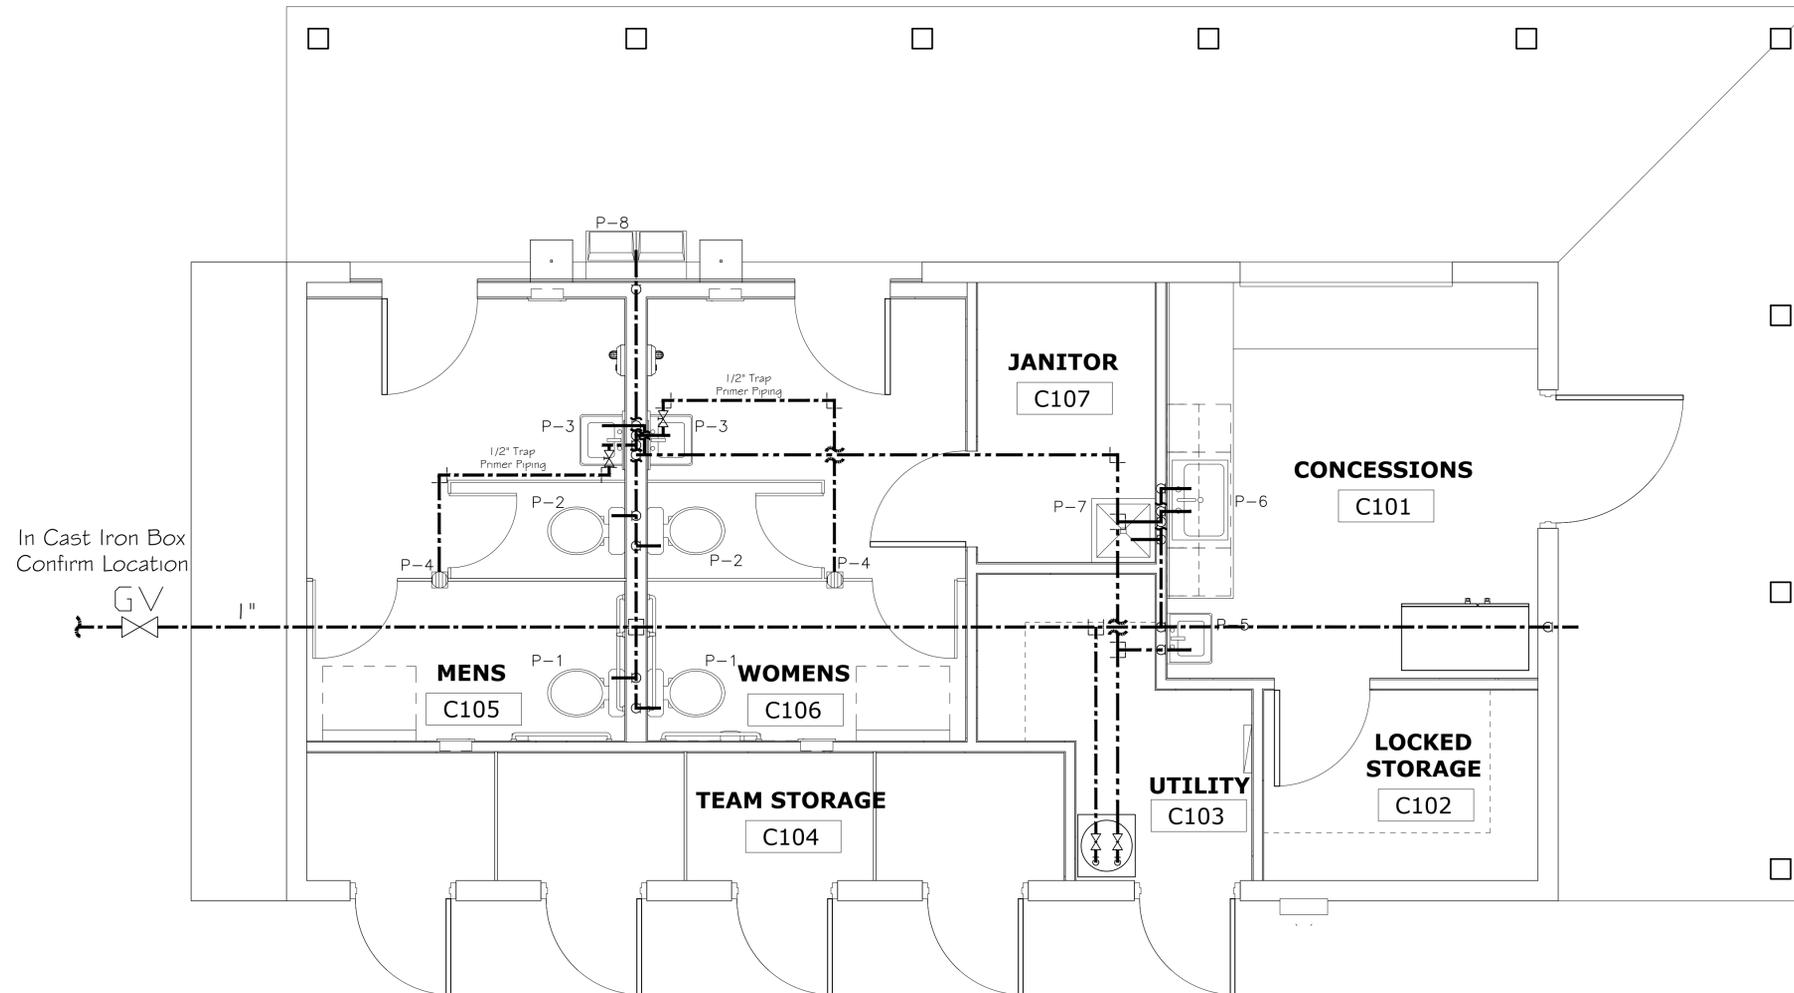 P-8
JANITOR
C107
1/2" Trap
Primer Piping
P-3
P-3
1/2" Trap
Primer Piping
CONCESSIONS
C101
P-2
P-7
P-6
In Cast Iron Box
Confirm Location
GV
P-4
P-2
P-4
1"
P-5
MENS
C105
P-1
P-1
WOMENS
C106
LOCKED
STORAGE
C102
TEAM STORAGE
C104
UTILITY
C103